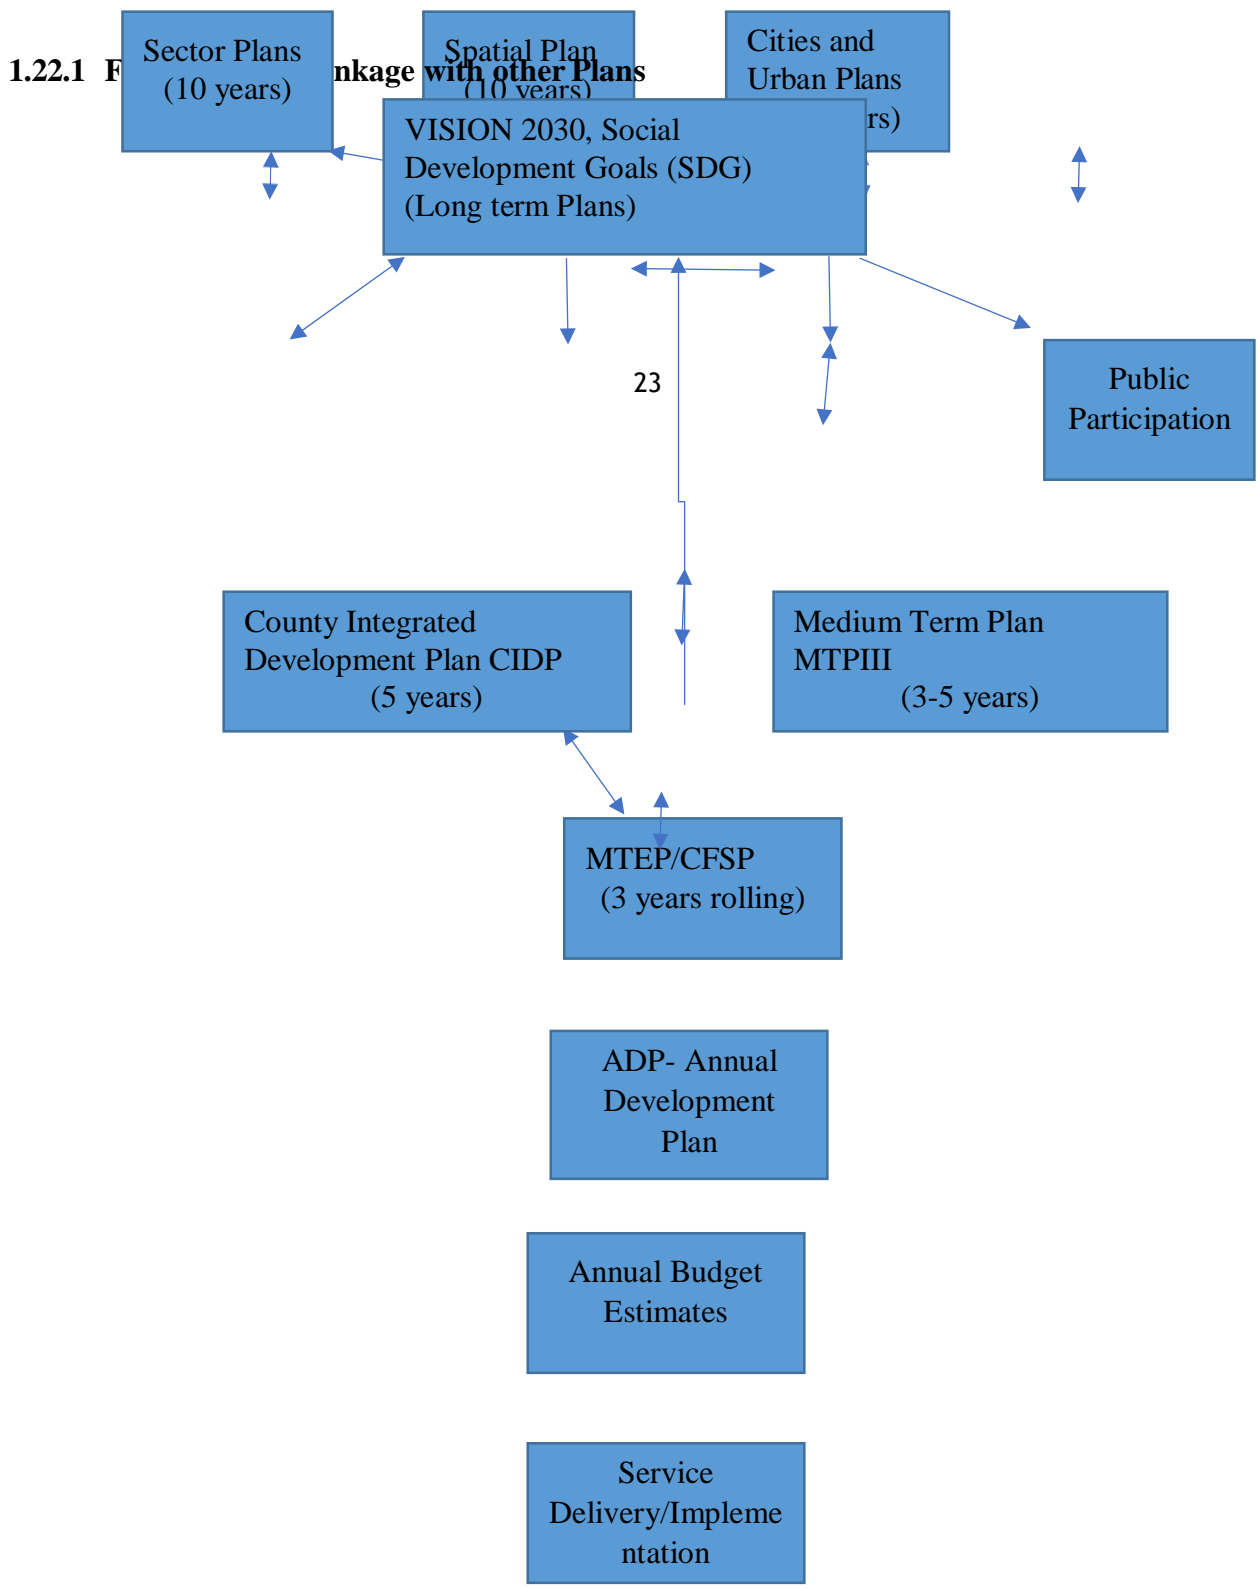 Sector Plans
(10 years)
Spatial Plan
(10 years)
Cities and
Urban Plans
rs)
1.22.1 F nkage with other Plans
VISION 2030, Social
Development Goals (SDG)
(Long term Plans)
23
Public
Participation
County Integrated
Development Plan CIDP
(5 years)
Medium Term Plan
MTPIII
(3-5 years)
MTEP/CFSP
(3 years rolling)
ADP- Annual
Development
Plan
Annual Budget
Estimates
Service
Delivery/Impleme
ntation